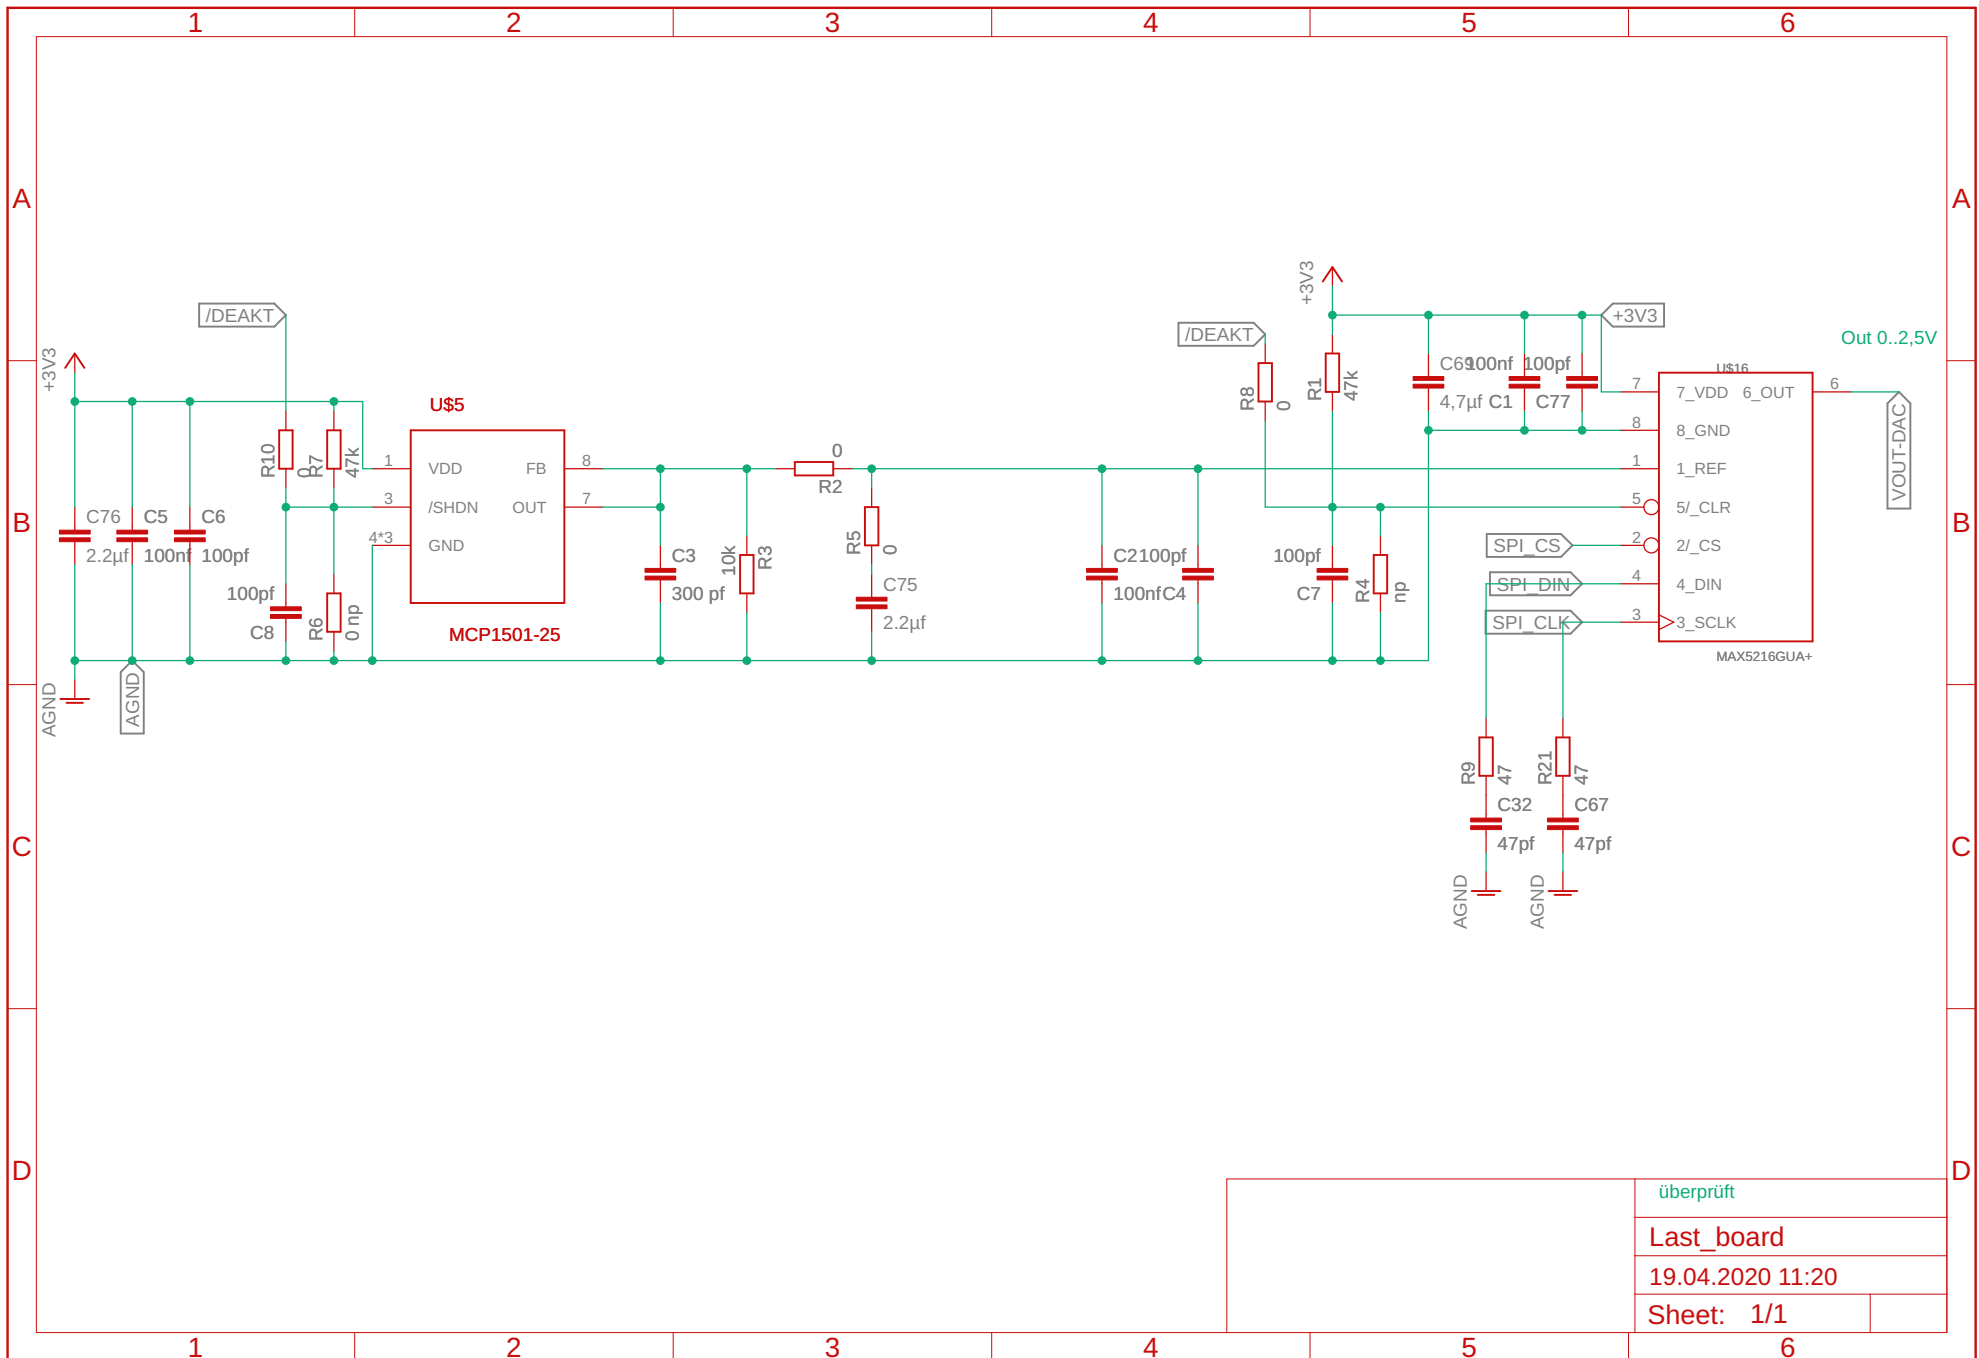 1 2 3 4 5 6
A A
+3V3
/DEAKT
+3V3
/DEAKT
+3V3
Out 0..2,5V
R10
0
R7
47k
U$5
1 VDD FB 8
3 /SHDN OUT 7
4*3 GND
MCP1501-25
C76
2.2µf
C5
100nf
C6
100pf
100pf
C8
R6
0 np
C3
300 pf
10k
R3
0
R2
R5
0
C75
2.2µf
C2
100nf
100pf
C4
R8
0
R1
47k
100pf
C7
R4
np
C69
4,7µf
100nf
C1
100pf
C77
U$16
7 7_VDD 6_OUT 6
8 8_GND
1 1_REF
5 5/_CLR
2 2/_CS
4 4_DIN
3 3_SCLK
MAX5216GUA+
VOUT-DAC
SPI_CS
SPI_DIN
SPI_CLK
B B
AGND
AGND
R9
47
C32
47pf
AGND
R21
47
C67
47pf
AGND
C C
D D
überprüft
Last_board
19.04.2020 11:20
Sheet: 1/1
1 2 3 4 5 6